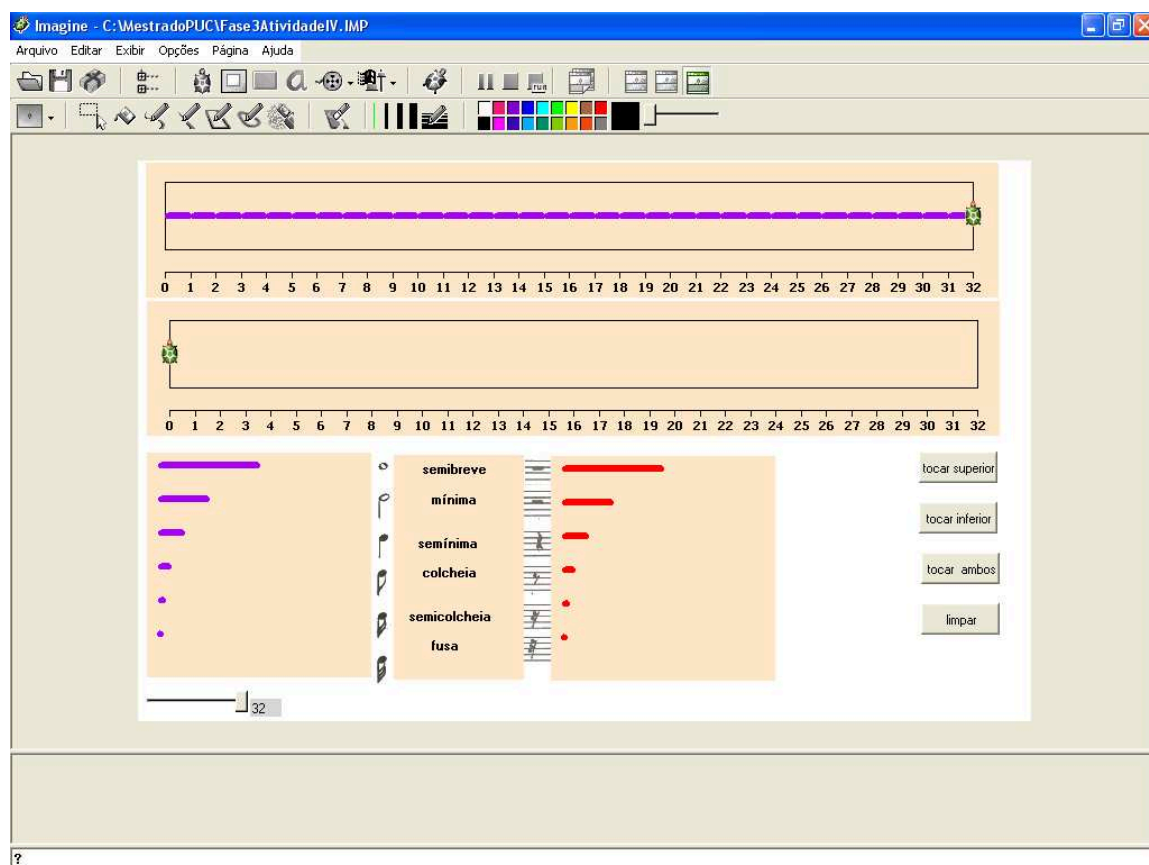 Imagine - C:\MestradoPUC\Fase3AtividadeIV.IMP
Arquivo Editar Exibir Opções Página Ajuda
run
0 1 2 3 4 5 6 7 8 9 10 11 12 13 14 15 16 17 18 19 20 21 22 23 24 25 26 27 28 29 30 31 32
0 1 2 3 4 5 6 7 8 9 10 11 12 13 14 15 16 17 18 19 20 21 22 23 24 25 26 27 28 29 30 31 32
semibreve
mínima
semínima
colcheia
semicolcheia
fusa
tocar superior
tocar inferior
tocar ambos
limpar
32
?